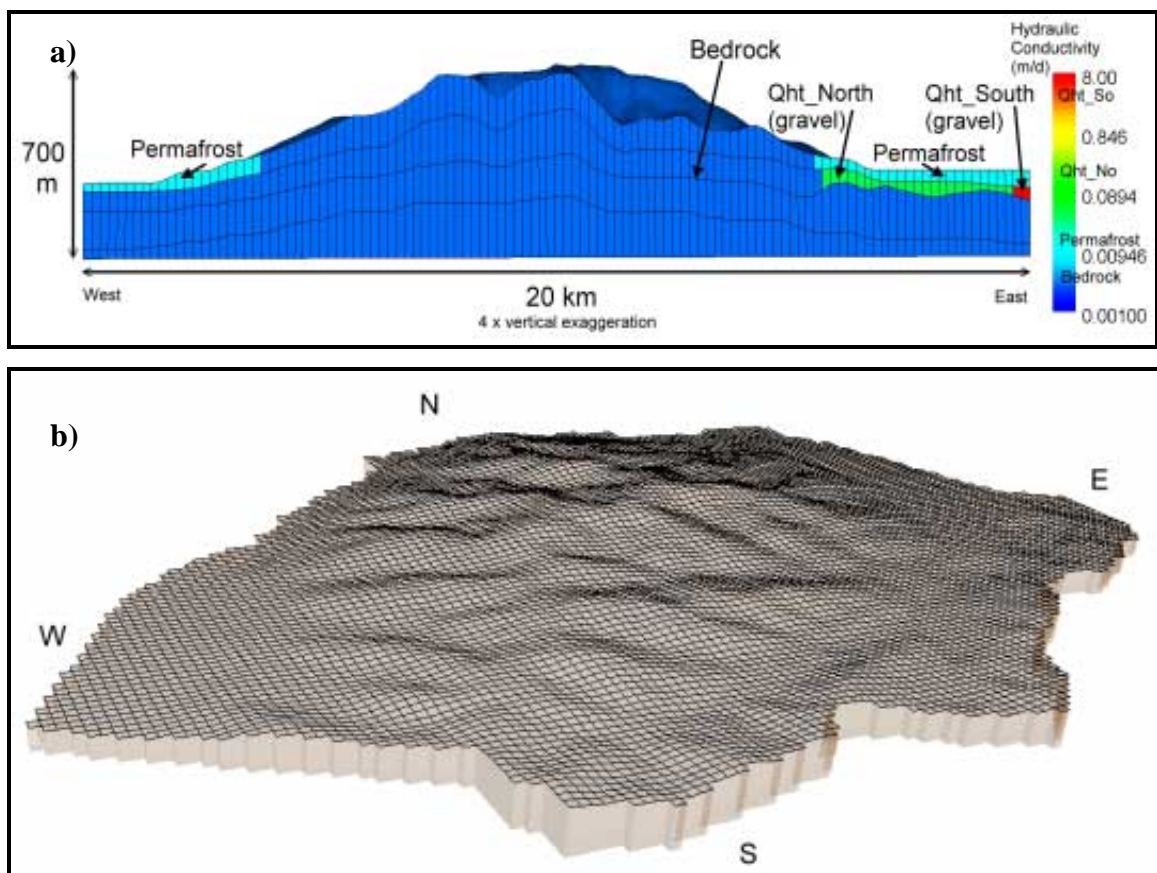 a)
700
m
Permafrost
Bedrock
Qht_North
(gravel)
Permafrost
Qht_South
(gravel)
Hydraulic
Conductivity
(m/d)
8.00
Qht_So
0.846
Qht_No
0.0894
Permafrost
0.00946
Bedrock
0.00100
West
20 km
East
4 x vertical exaggeration
b)
N
E
W
S